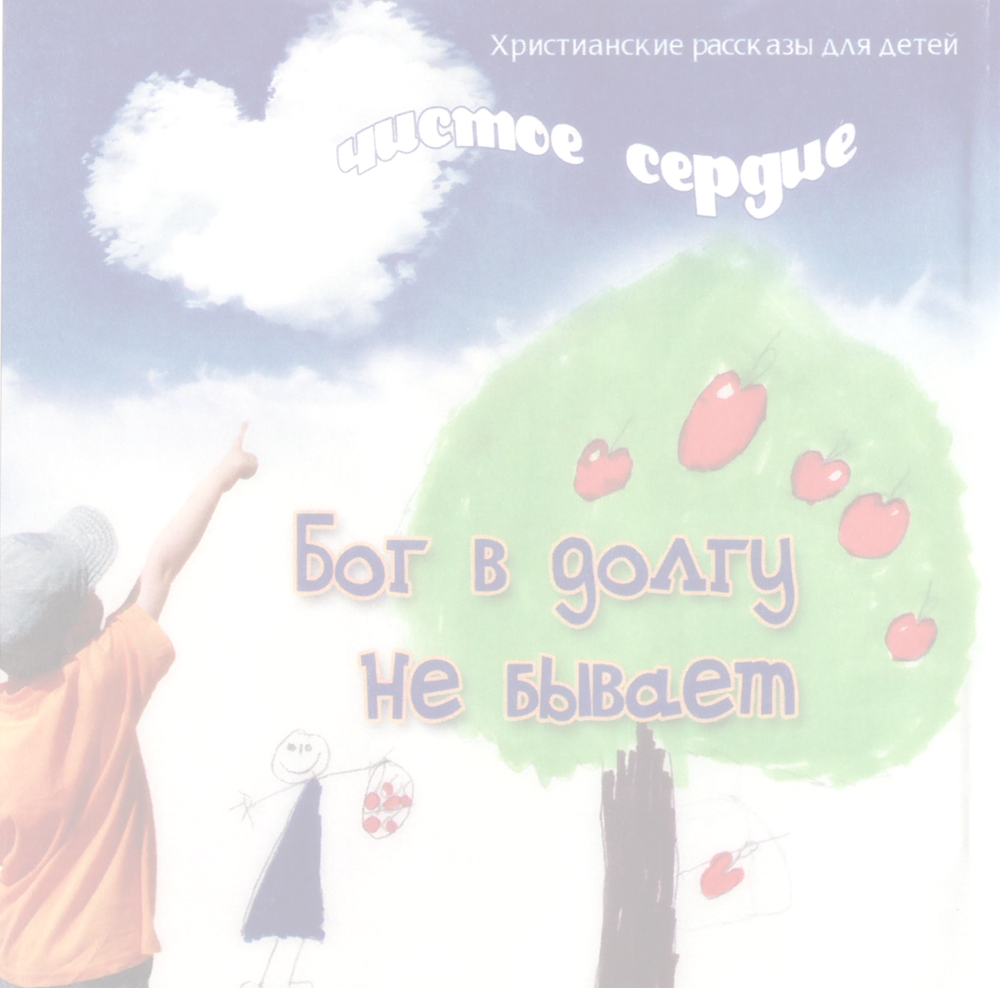 Христианские рассказы для детей
чистое сердце
Бог в долгу
не бывает